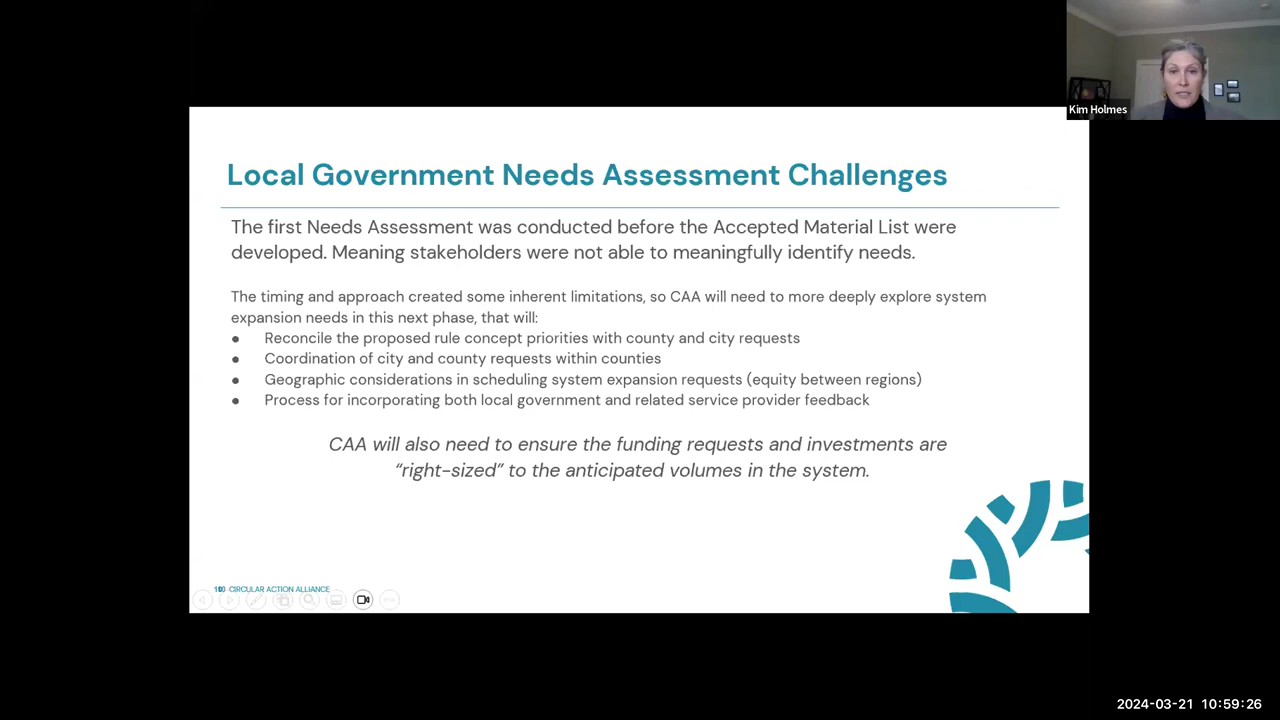 Kim Holmes
Local Government Needs Assessment Challenges
The first Needs Assessment was conducted before the Accepted Material List were
developed. Meaning stakeholders were not able to meaningfully identify needs.
The timing and approach created some inherent limitations, so CAA will need to more deeply explore system
expansion needs in this next phase, that will:
● Reconcile the proposed rule concept priorities with county and city requests
● Coordination of city and county requests within counties
● Geographic considerations in scheduling system expansion requests (equity between regions)
● Process for incorporating both local government and related service provider feedback
CAA will also need to ensure the funding requests and investments are
“right-sized” to the anticipated volumes in the system.
CIRCULAR ACTION ALLIANCE
2024-03-21 10:59:26